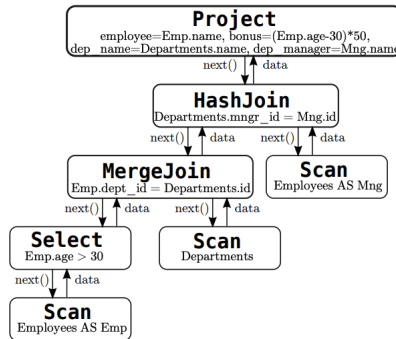 Project
employee=Emp.name, bonus=(Emp.age-30)*50,
dep_name=Departments.name, dep_manager=Mng.name
next() data
HashJoin
Departments.mngr_id = Mng.id
next() data next() data
MergeJoin
Emp.dept_id = Departments.id
Scan
Employees AS Mng
next() data next() data
Select
Emp.age > 30
Scan
Departments
next() data
Scan
Employees AS Emp